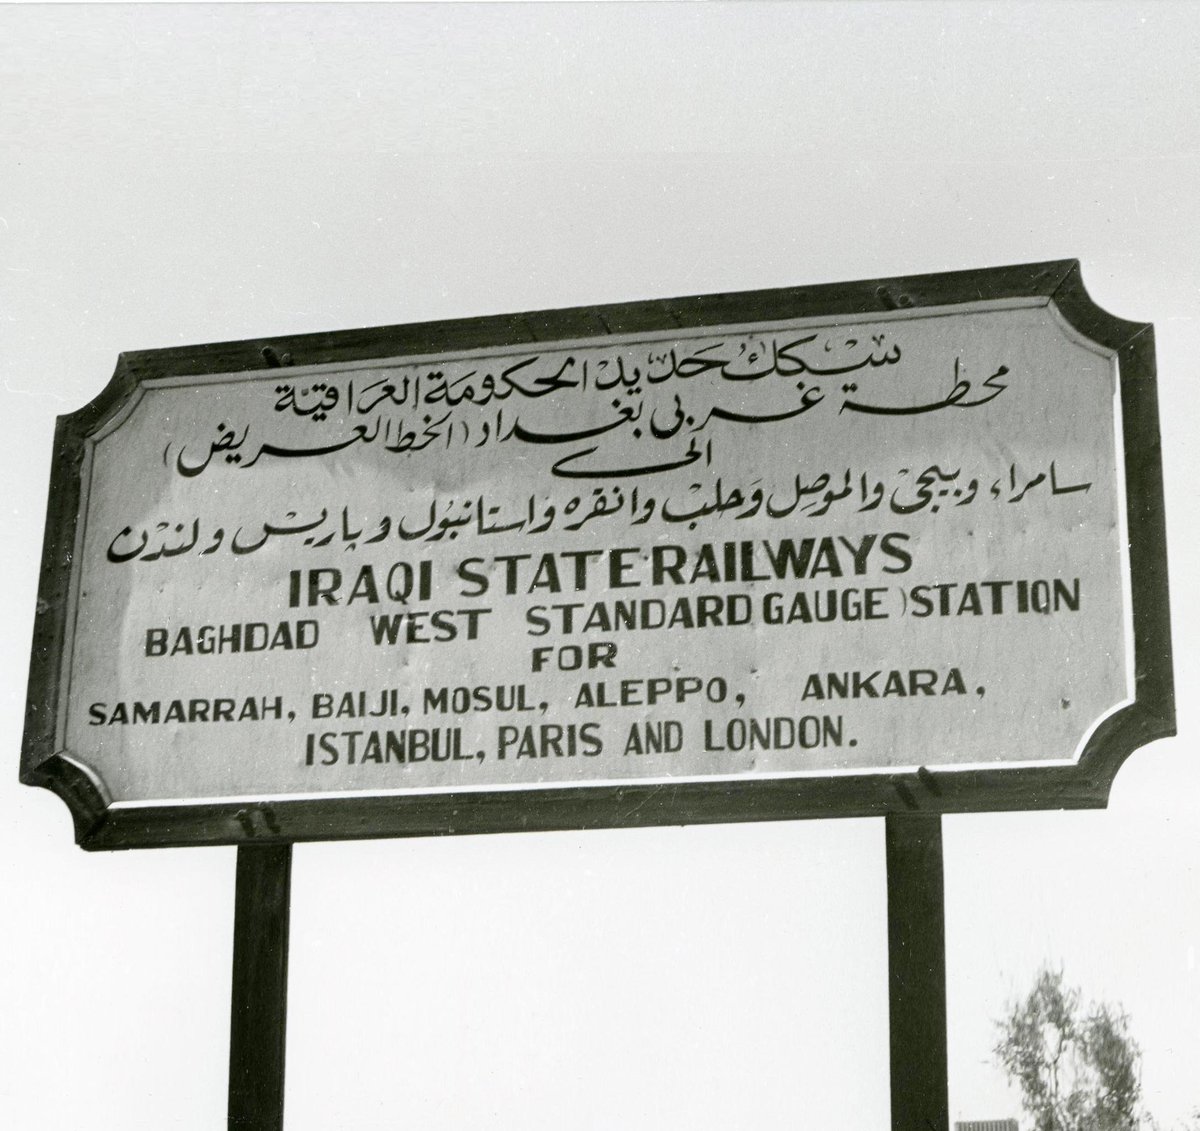 سكك حديد الحكومة العراقية
محطة غربي بغداد (الخط العريض)
الى
سامراء وبيجي والموصل وحلب وانقره واستانبول وباريس ولندن
IRAQI STATE RAILWAYS
BAGHDAD WEST STANDARD GAUGE) STATION
FOR
SAMARRAH, BAIJI, MOSUL, ALEPPO, ANKARA,
ISTANBUL, PARIS AND LONDON.